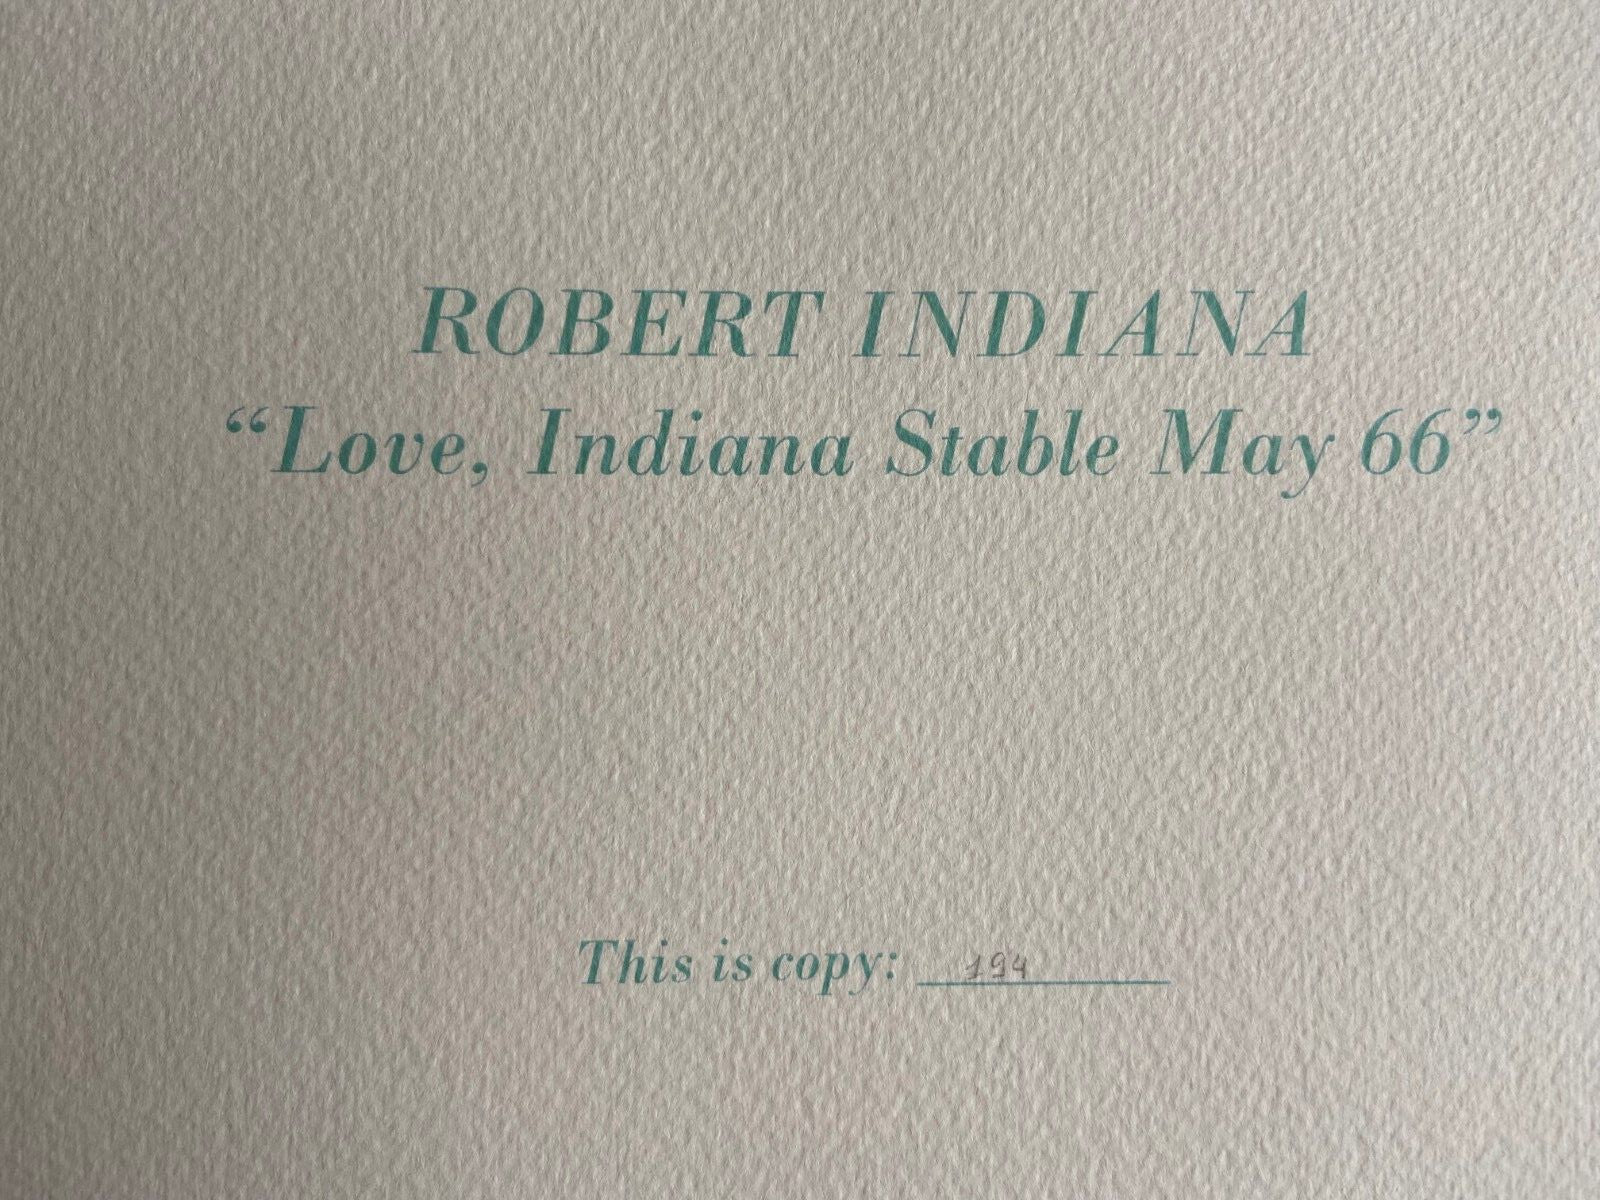 ROBERT INDIANA
“Love, Indiana Stable May 66”
This is copy: 194